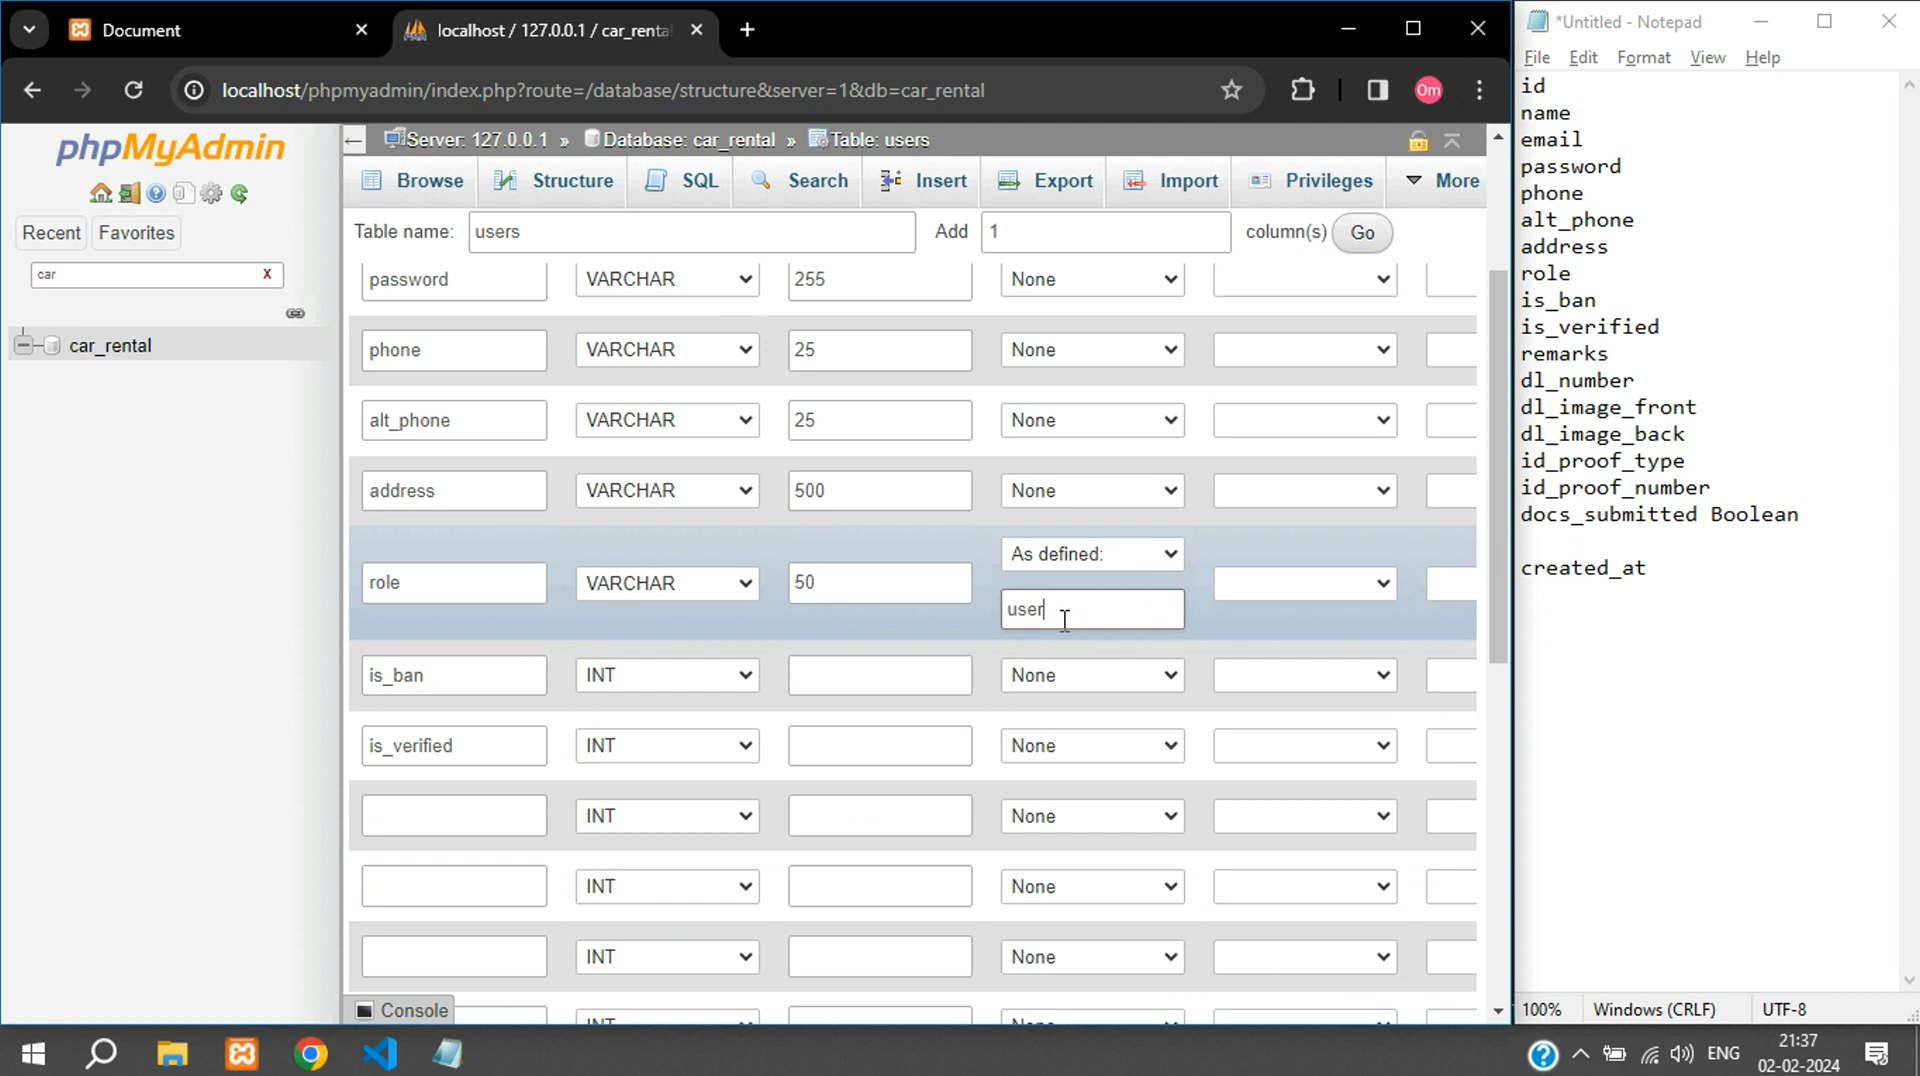 Document
localhost / 127.0.0.1 / car_renta
localhost/phpmyadmin/index.php?route=/database/structure&server=1&db=car_rental
Om
phpMyAdmin
Recent Favorites
car X
car_rental
Server: 127.0.0.1 » Database: car_rental » Table: users
Browse Structure SQL Search Insert Export Import Privileges More
Table name: users Add 1 column(s) Go
password VARCHAR 255 None
phone VARCHAR 25 None
alt_phone VARCHAR 25 None
address VARCHAR 500 None
role VARCHAR 50 As defined:
user
is_ban INT None
is_verified INT None
INT None
INT None
INT None
Console
*Untitled - Notepad
File Edit Format View Help
id
name
email
password
phone
alt_phone
address
role
is_ban
is_verified
remarks
dl_number
dl_image_front
dl_image_back
id_proof_type
id_proof_number
docs_submitted Boolean
created_at
100% Windows (CRLF) UTF-8
ENG
21:37
02-02-2024